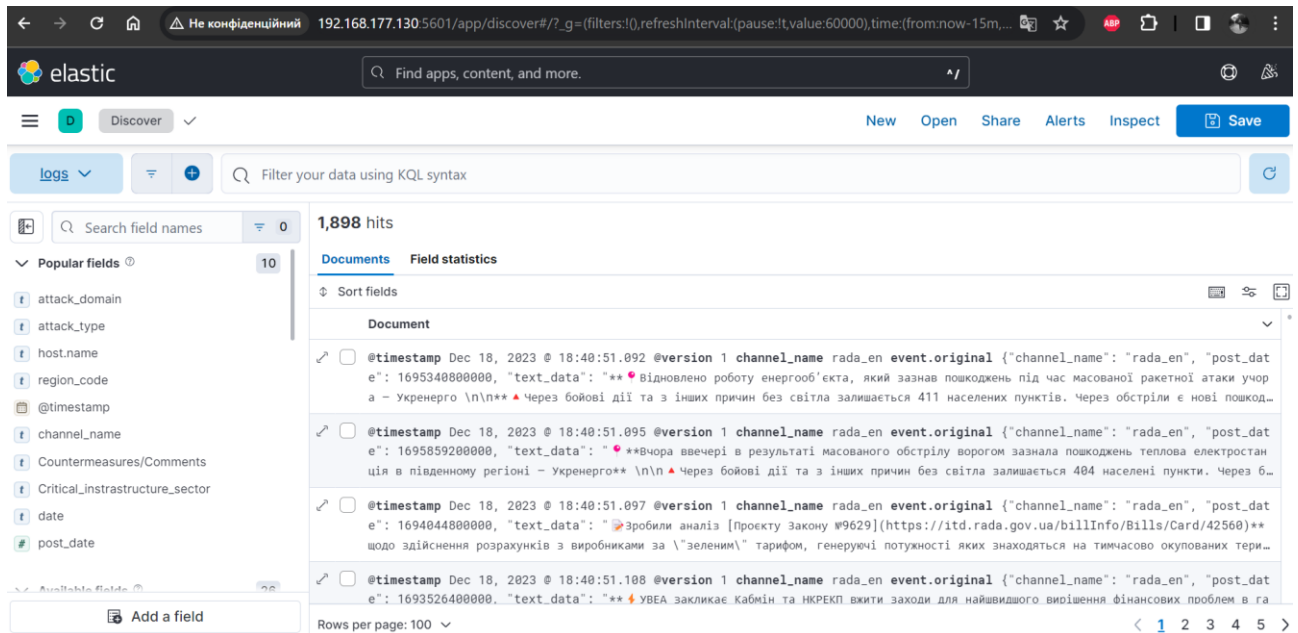 Не конфіденційний 192.168.177.130:5601/app/discover#/?_g=(filters:!(),refreshInterval:(pause:!t,value:60000),time:(from:now-15m,...
ABP
elastic
Find apps, content, and more.
^/
D
Discover
New Open Share Alerts Inspect Save
logs
Filter your data using KQL syntax
Search field names
0
1,898 hits
Popular fields
10
Documents Field statistics
Sort fields
t attack_domain
t attack_type
t host.name
t region_code
@timestamp
t channel_name
t Countermeasures/Comments
t Critical_instrastructure_sector
t date
# post_date
Available fields
Add a field
Document
@timestamp Dec 18, 2023 @ 18:40:51.092 @version 1 channel_name rada_en event.original {"channel_name": "rada_en", "post_dat
e": 1695340800000, "text_data": "**📍Відновлено роботу енергооб'єкта, який зазнав пошкоджень під час масованої ракетної атаки учор
а – Укренерго \n\n**🔺Через бойові дії та з інших причин без світла залишається 411 населених пунктів. Через обстріли є нові пошкод…
@timestamp Dec 18, 2023 @ 18:40:51.095 @version 1 channel_name rada_en event.original {"channel_name": "rada_en", "post_dat
e": 1695859200000, "text_data": "📍**Вчора ввечері в результаті масованого обстрілу ворогом зазнала пошкоджень теплова електростан
ція в південному регіоні – Укренерго** \n\n🔺Через бойові дії та з інших причин без світла залишається 404 населені пункти. Через б…
@timestamp Dec 18, 2023 @ 18:40:51.097 @version 1 channel_name rada_en event.original {"channel_name": "rada_en", "post_dat
e": 1694044800000, "text_data": "📝Зробили аналіз [Проєкту Закону №9629](https://itd.rada.gov.ua/billInfo/Bills/Card/42560)**
щодо здійснення розрахунків з виробниками за \"зеленим\" тарифом, генеруючі потужності яких знаходяться на тимчасово окупованих тери…
@timestamp Dec 18, 2023 @ 18:40:51.108 @version 1 channel_name rada_en event.original {"channel_name": "rada_en", "post_dat
e": 1693526400000, "text_data": "**⚡УВЕА закликає Кабмін та НКРЕКП вжити заходи для найшвидшого вирішення фінансових проблем в га
Rows per page: 100
1 2 3 4 5